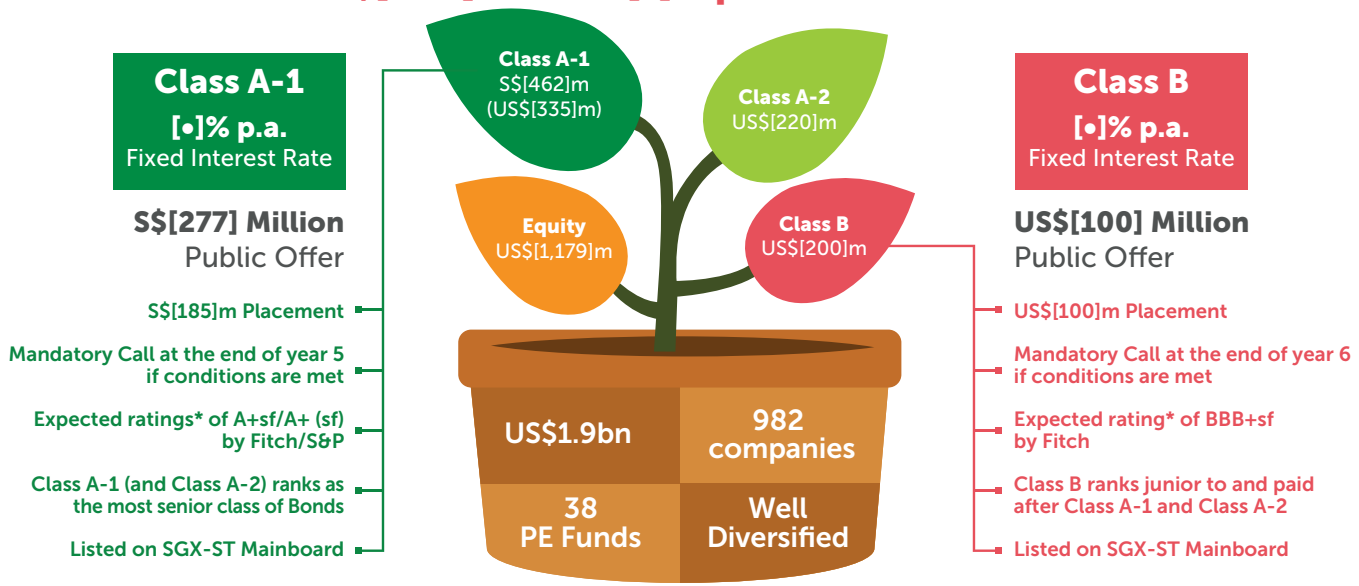 Class A-1
[•]% p.a.
Fixed Interest Rate
S$[277] Million
Public Offer
S$[185]m Placement
Mandatory Call at the end of year 5
if conditions are met
Expected ratings* of A+sf/A+ (sf)
by Fitch/S&P
Class A-1 (and Class A-2) ranks as
the most senior class of Bonds
Listed on SGX-ST Mainboard
Class A-1
S$[462]m
(US$[335]m)
Class A-2
US$[220]m
Equity
US$[1,179]m
Class B
US$[200]m
US$1.9bn
982
companies
38
PE Funds
Well
Diversified
Class B
[•]% p.a.
Fixed Interest Rate
US$[100] Million
Public Offer
US$[100]m Placement
Mandatory Call at the end of year 6
if conditions are met
Expected rating* of BBB+sf
by Fitch
Class B ranks junior to and paid
after Class A-1 and Class A-2
Listed on SGX-ST Mainboard